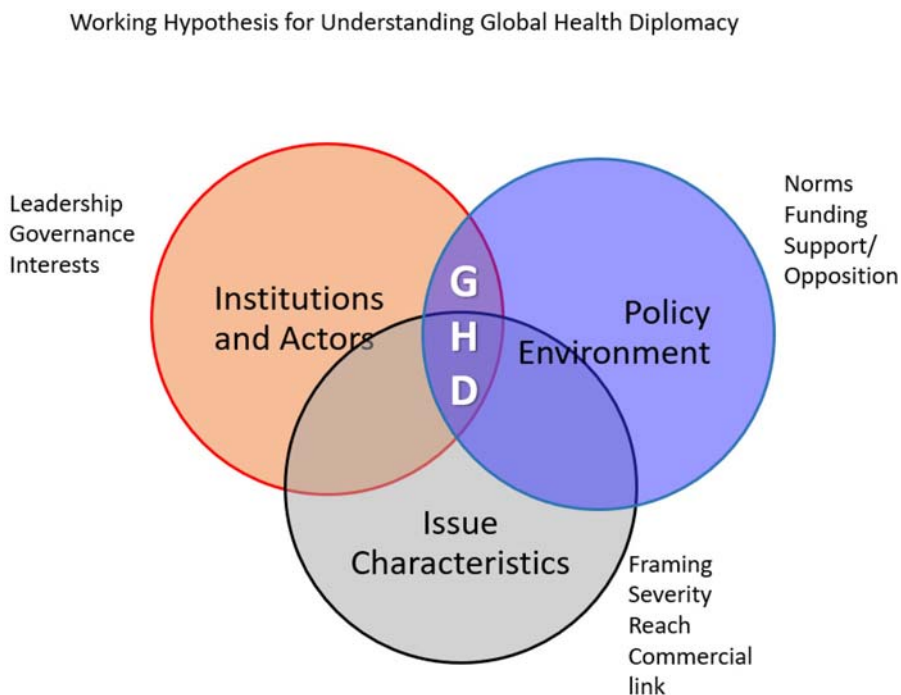 Working Hypothesis for Understanding Global Health Diplomacy
Leadership
Governance
Interests
Norms
Funding
Support/
Opposition
Institutions
and Actors
G
H
D
Policy
Environment
Issue
Characteristics
Framing
Severity
Reach
Commercial
link